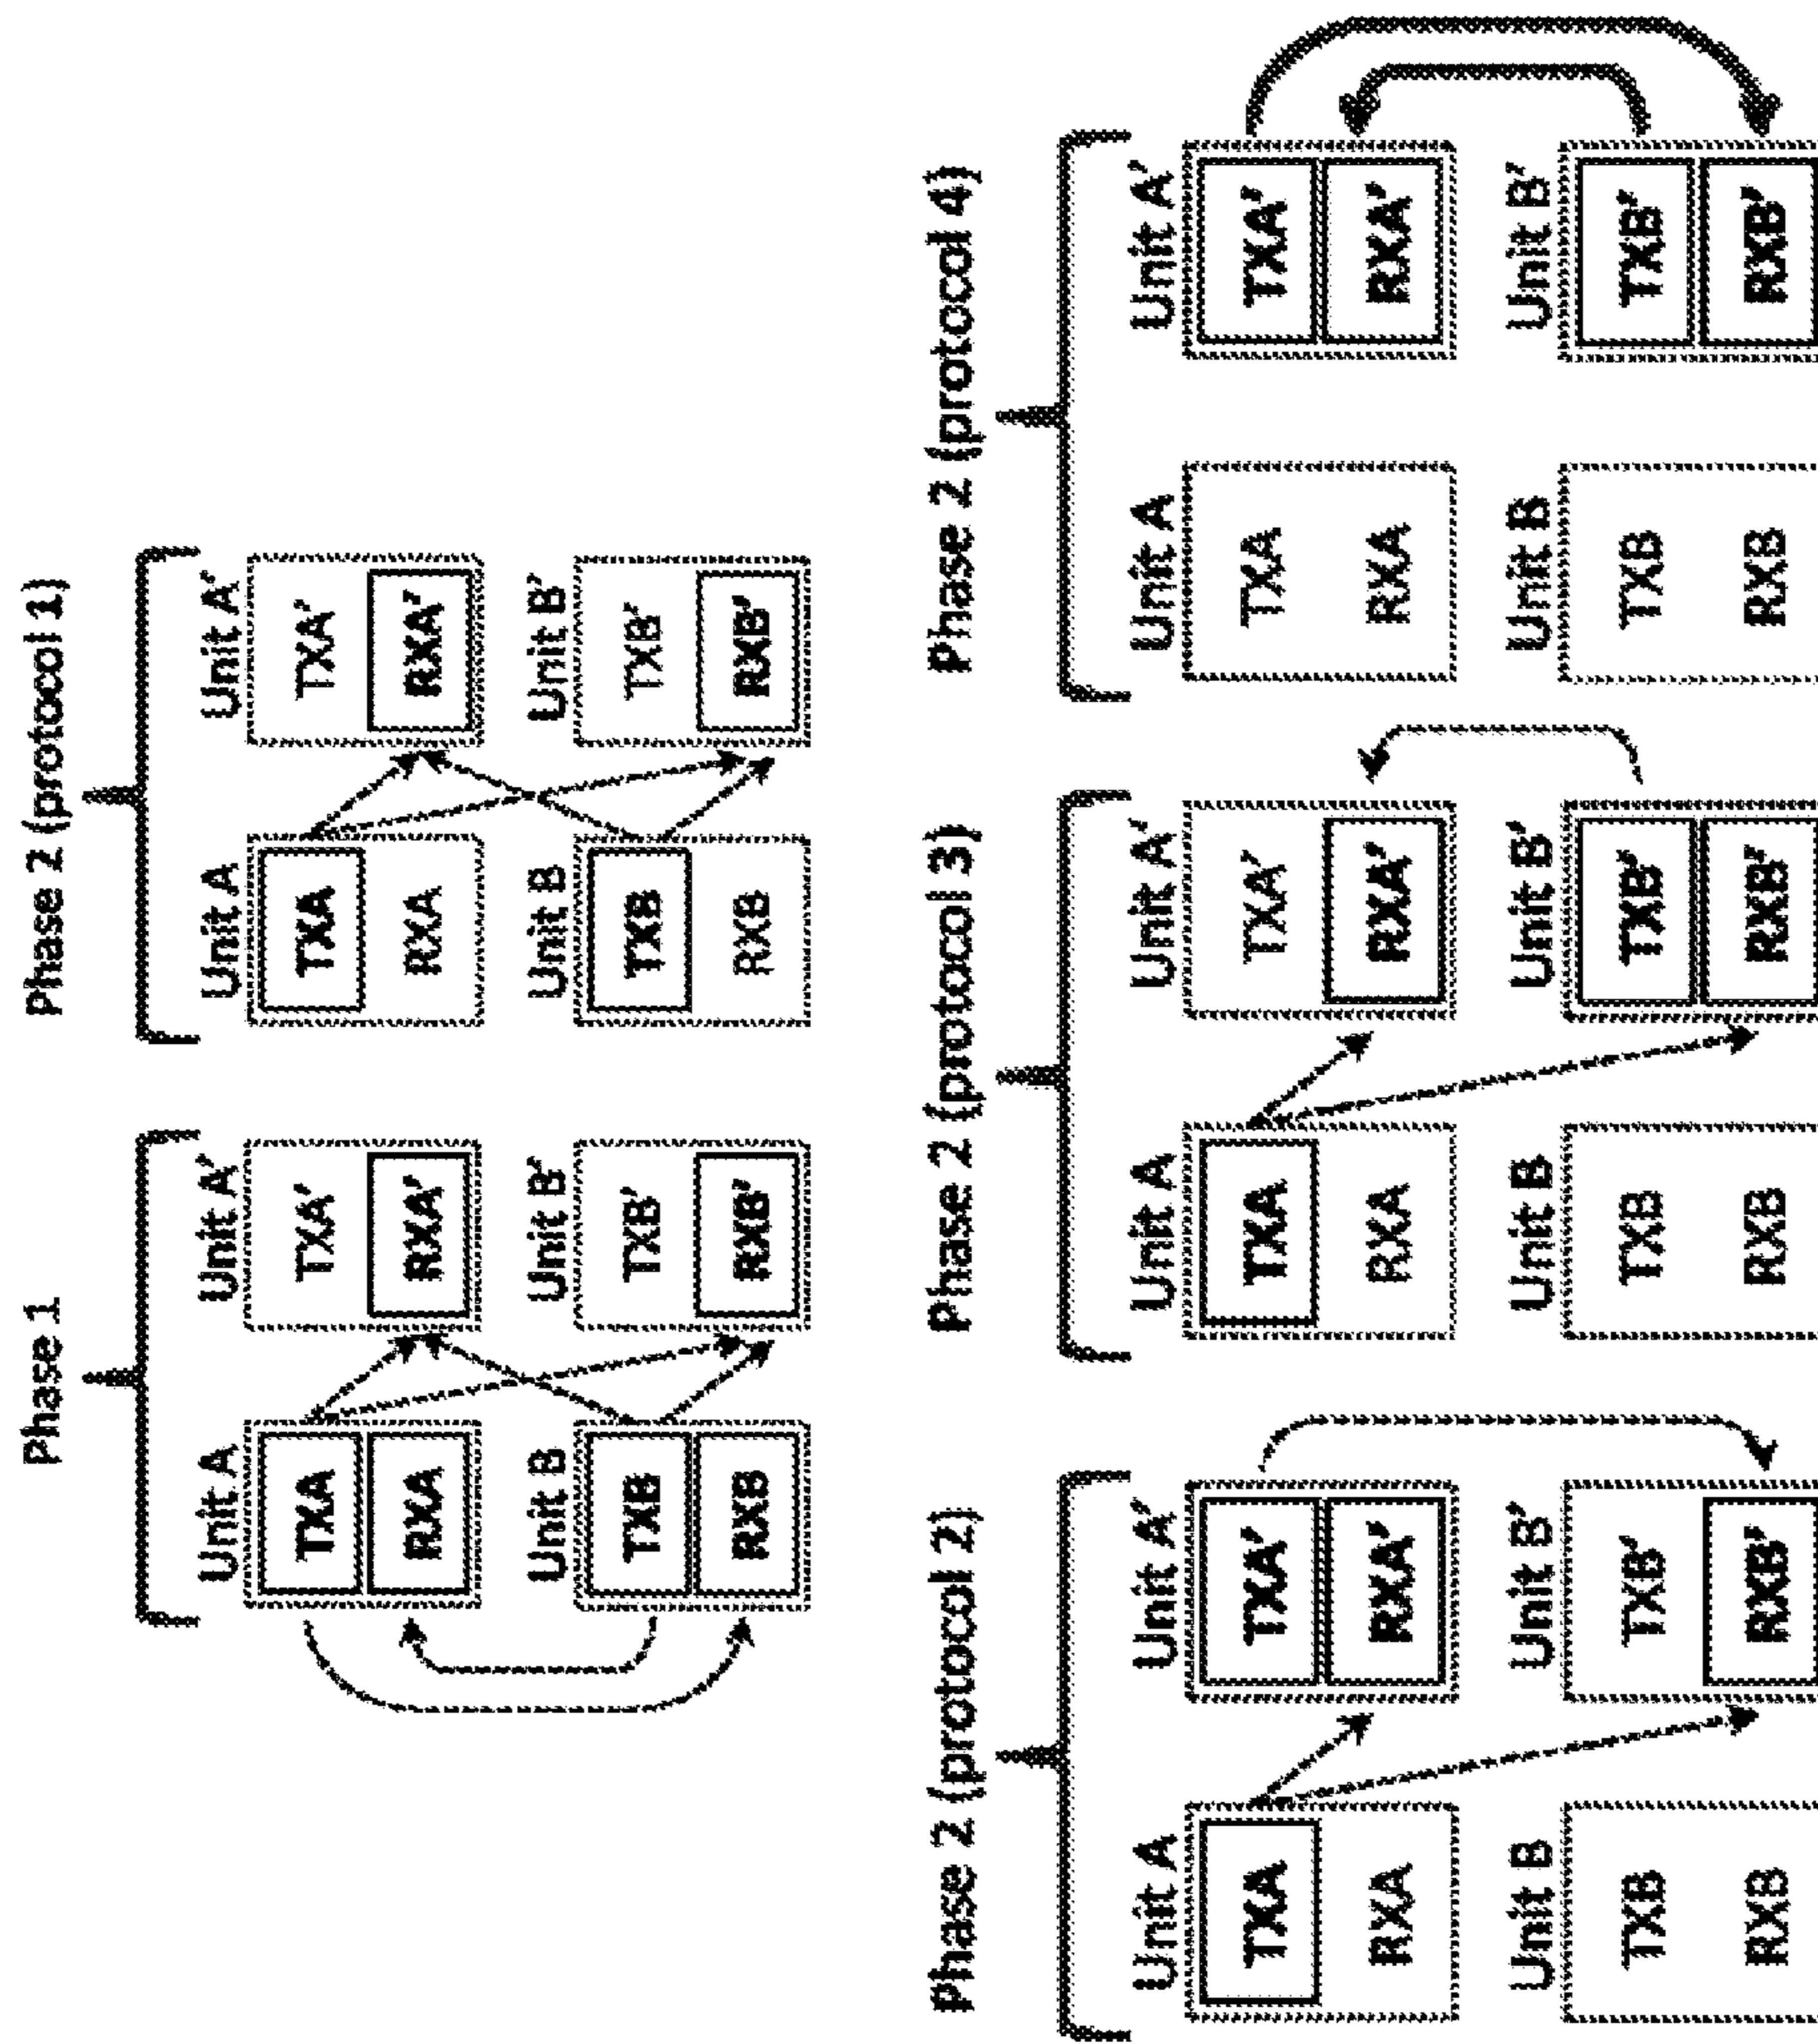 Phase 1
Unit A
TXA
RXA
Unit A'
TXA'
RXA'
Unit B
TXB
RXB
Unit B'
TXB'
RXB'
Phase 2 (protocol 1)
Unit A
TXA
RXA
Unit A'
TXA'
RXA'
Unit B
TXB
RXB
Unit B'
TXB'
RXB'
Phase 2 (protocol 2)
Unit A
TXA
RXA
Unit A'
TXA'
RXA'
Unit B
TXB
RXB
Unit B'
TXB'
RXB'
Phase 2 (protocol 3)
Unit A
TXA
RXA
Unit A'
TXA'
RXA'
Unit B
TXB
RXB
Unit B'
TXB'
RXB'
Phase 2 (protocol 4)
Unit A
TXA
RXA
Unit A'
TXA'
RXA'
Unit B
TXB
RXB
Unit B'
TXB'
RXB'